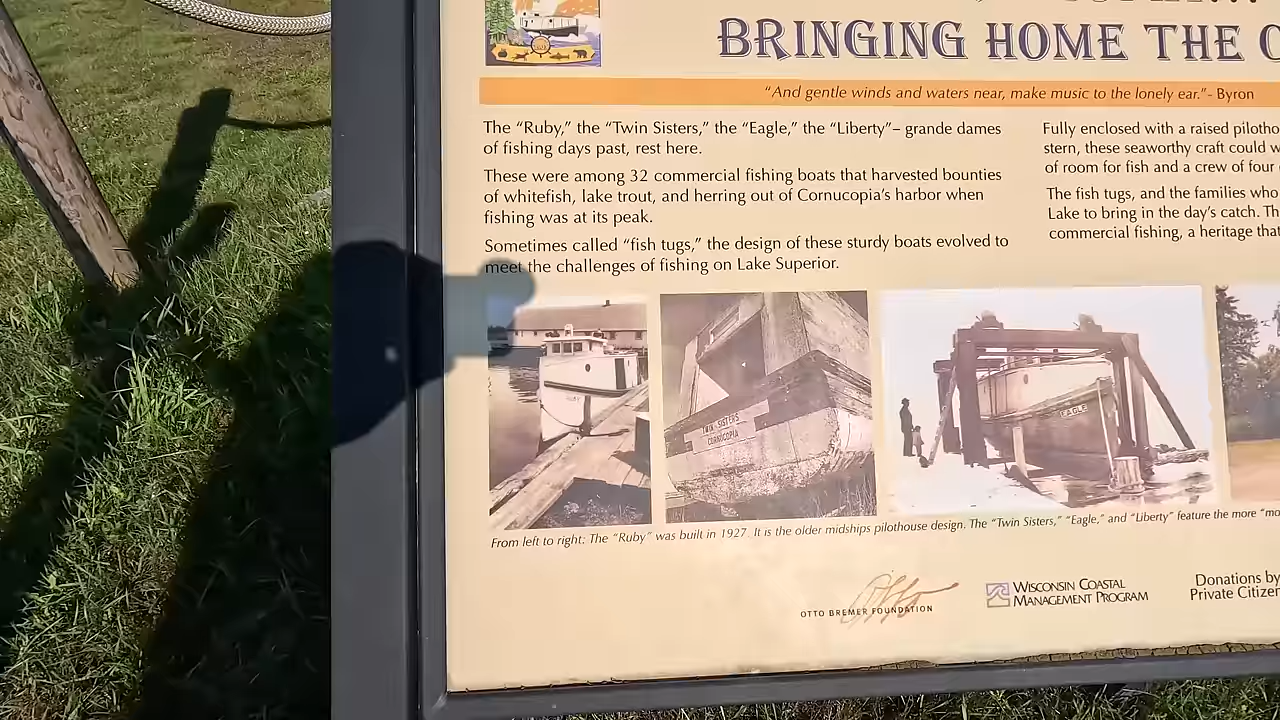 BRINGING HOME THE
"And gentle winds and waters near, make music to the lonely ear."- Byron
The "Ruby," the "Twin Sisters," the "Eagle," the "Liberty"– grande dames
of fishing days past, rest here.
These were among 32 commercial fishing boats that harvested bounties
of whitefish, lake trout, and herring out of Cornucopia's harbor when
fishing was at its peak.
Sometimes called "fish tugs," the design of these sturdy boats evolved to
meet the challenges of fishing on Lake Superior.
Fully enclosed with a raised pilotho
stern, these seaworthy craft could w
of room for fish and a crew of four
The fish tugs, and the families who
Lake to bring in the day's catch. Th
commercial fishing, a heritage that
TWIN SISTERS
CORNUCOPIA
EAGLE
From left to right: The "Ruby" was built in 1927. It is the older midships pilothouse design. The "Twin Sisters," "Eagle," and "Liberty" feature the more "mo
OTTO BREMER FOUNDATION
WISCONSIN COASTAL
MANAGEMENT PROGRAM
Donations by
Private Citizen